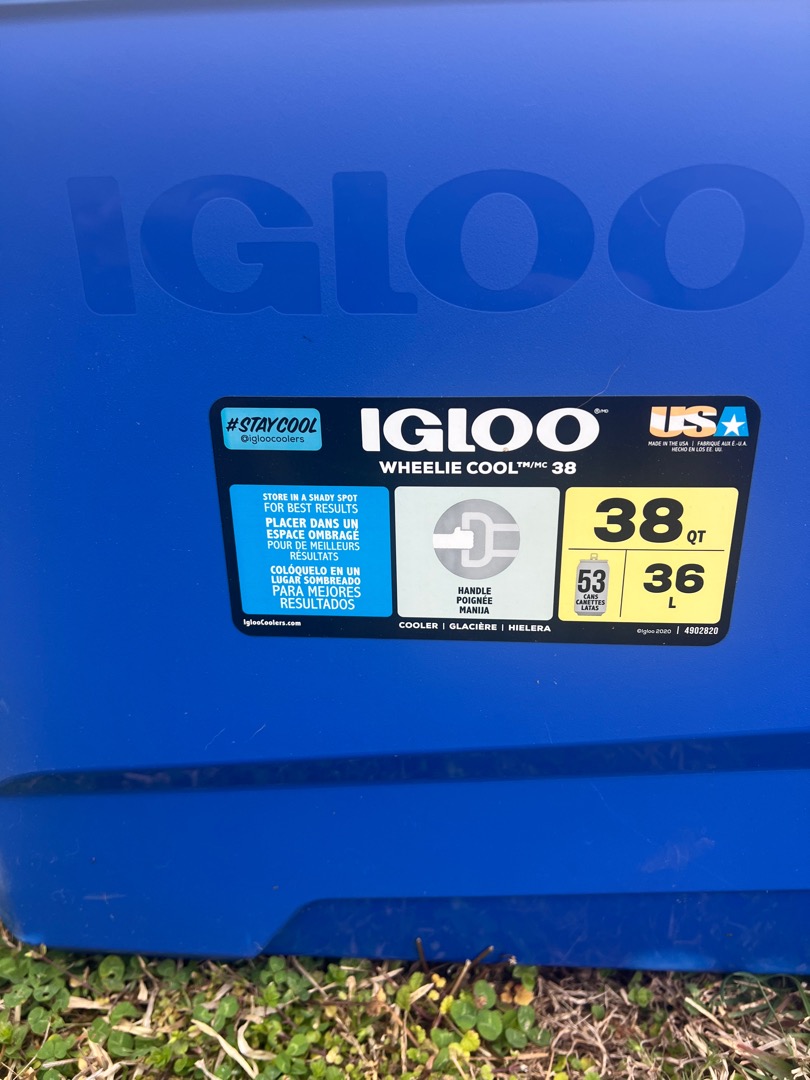 IGLOO
#STAYCOOL
@igloocoolers
IGLOO®/MD
WHEELIE COOL™/MC 38
USA
MADE IN THE USA | FABRIQUÉ AUX É.-U.A.
HECHO EN LOS EE. UU.
STORE IN A SHADY SPOT
FOR BEST RESULTS
PLACER DANS UN
ESPACE OMBRAGÉ
POUR DE MEILLEURS
RÉSULTATS
COLÓQUELO EN UN
LUGAR SOMBREADO
PARA MEJORES
RESULTADOS
HANDLE
POIGNÉE
MANIJA
38 QT
53
CANS
CANETTES
LATAS
36
L
IglooCoolers.com
COOLER | GLACIÈRE | HIELERA
©Igloo 2020 | 4902820